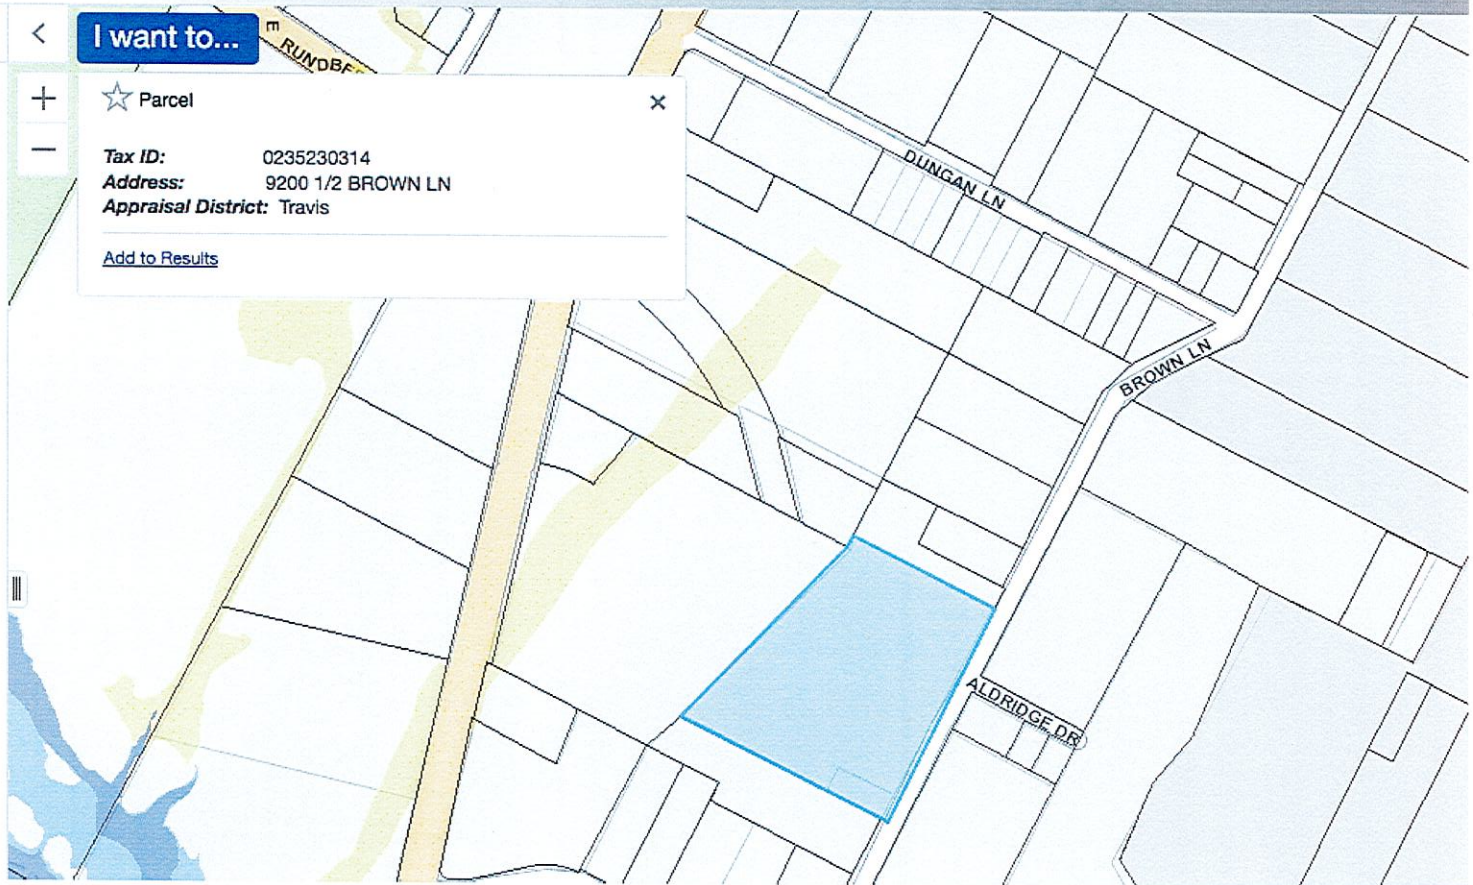 I want to...
E
RUNDBE
Parcel
Tax ID: 0235230314
Address: 9200 1/2 BROWN LN
Appraisal District: Travis
Add to Results
DUNGAN LN
BROWN LN
ALDRIDGE DR